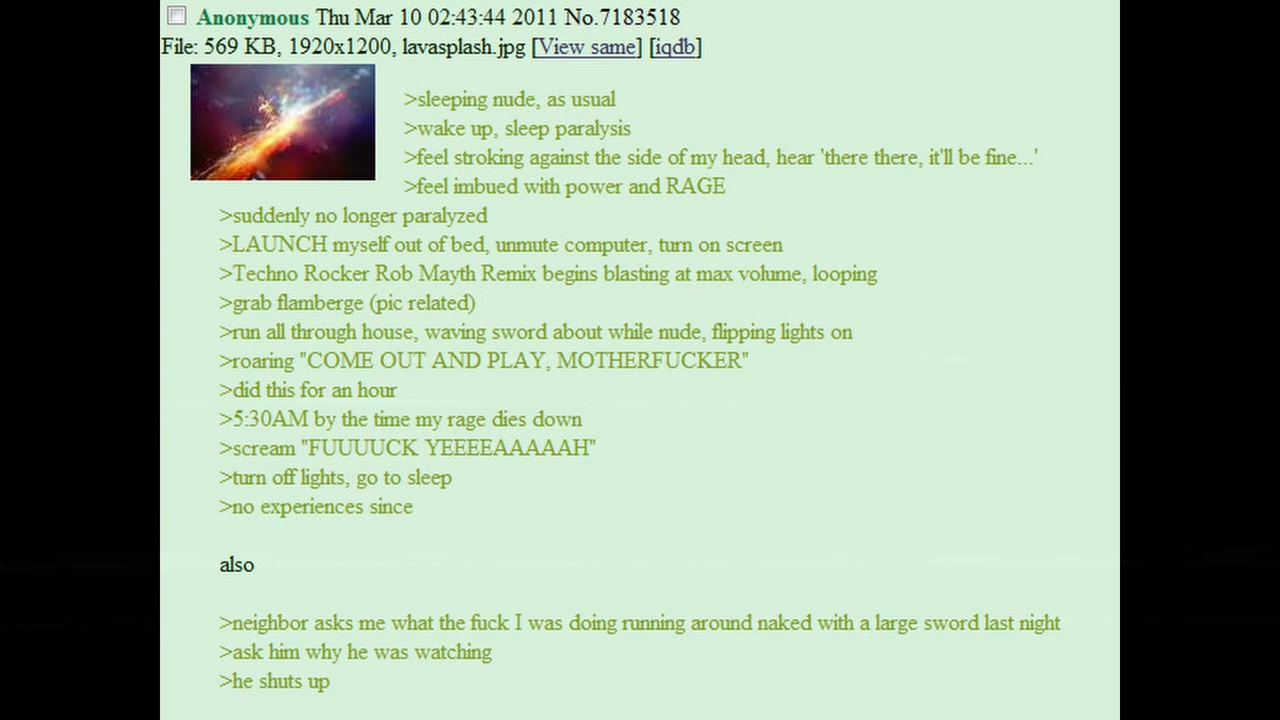 Anonymous Thu Mar 10 02:43:44 2011 No.7183518
File: 569 KB, 1920x1200, lavasplash.jpg [View same] [iqdb]
>sleeping nude, as usual
>wake up, sleep paralysis
>feel stroking against the side of my head, hear 'there there, it'll be fine...'
>feel imbued with power and RAGE
>suddenly no longer paralyzed
>LAUNCH myself out of bed, unmute computer, turn on screen
>Techno Rocker Rob Mayth Remix begins blasting at max volume, looping
>grab flamberge (pic related)
>run all through house, waving sword about while nude, flipping lights on
>roaring "COME OUT AND PLAY, MOTHERFUCKER"
>did this for an hour
>5:30AM by the time my rage dies down
>scream "FUUUUCK YEEEEAAAAAH"
>turn off lights, go to sleep
>no experiences since
also
>neighbor asks me what the fuck I was doing running around naked with a large sword last night
>ask him why he was watching
>he shuts up